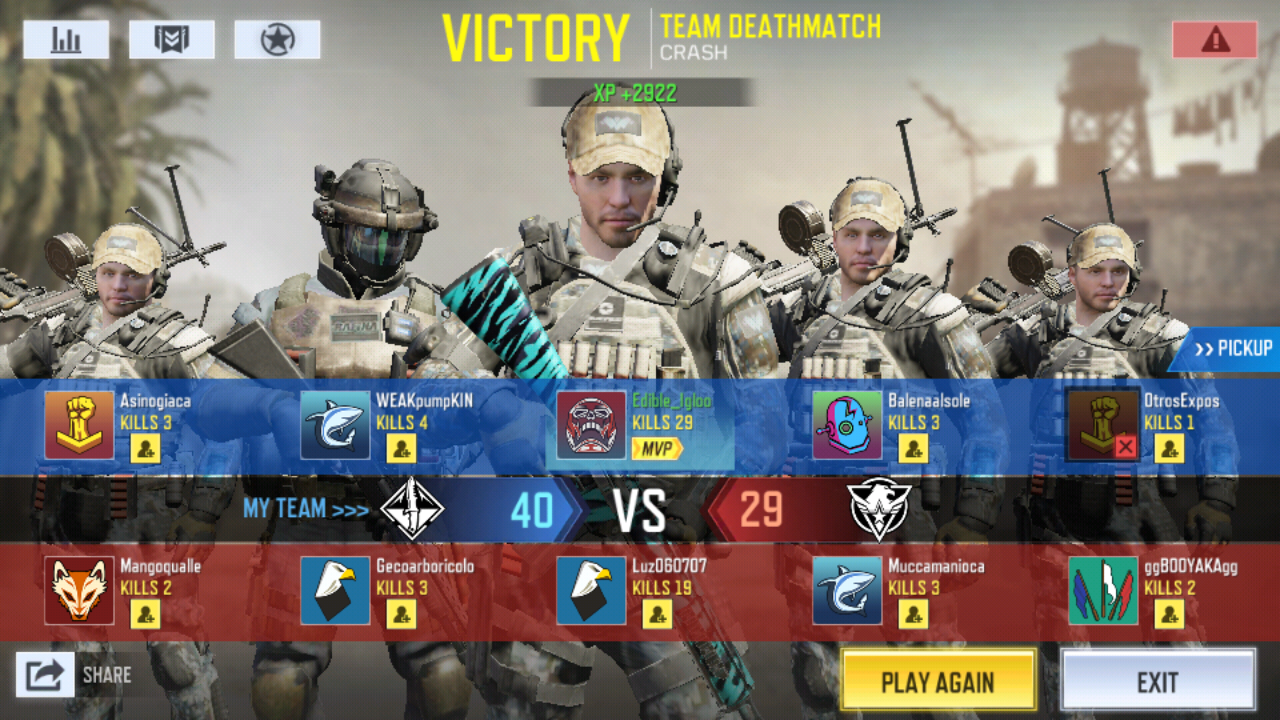 VICTORY
TEAM DEATHMATCH
CRASH
XP +2922
RAGNA
>> PICKUP
Asinogiaca
KILLS 3
WEAKpumpKIN
KILLS 4
Edible_Igloo
KILLS 29
MVP
Balenaalsole
KILLS 3
OtrosExpos
KILLS 1
MY TEAM >>>
40
VS
29
Mangoqualle
KILLS 2
Gecoarboricolo
KILLS 3
Luz060707
KILLS 19
Muccamanioca
KILLS 3
ggBOOYAKAgg
KILLS 2
SHARE
PLAY AGAIN
EXIT